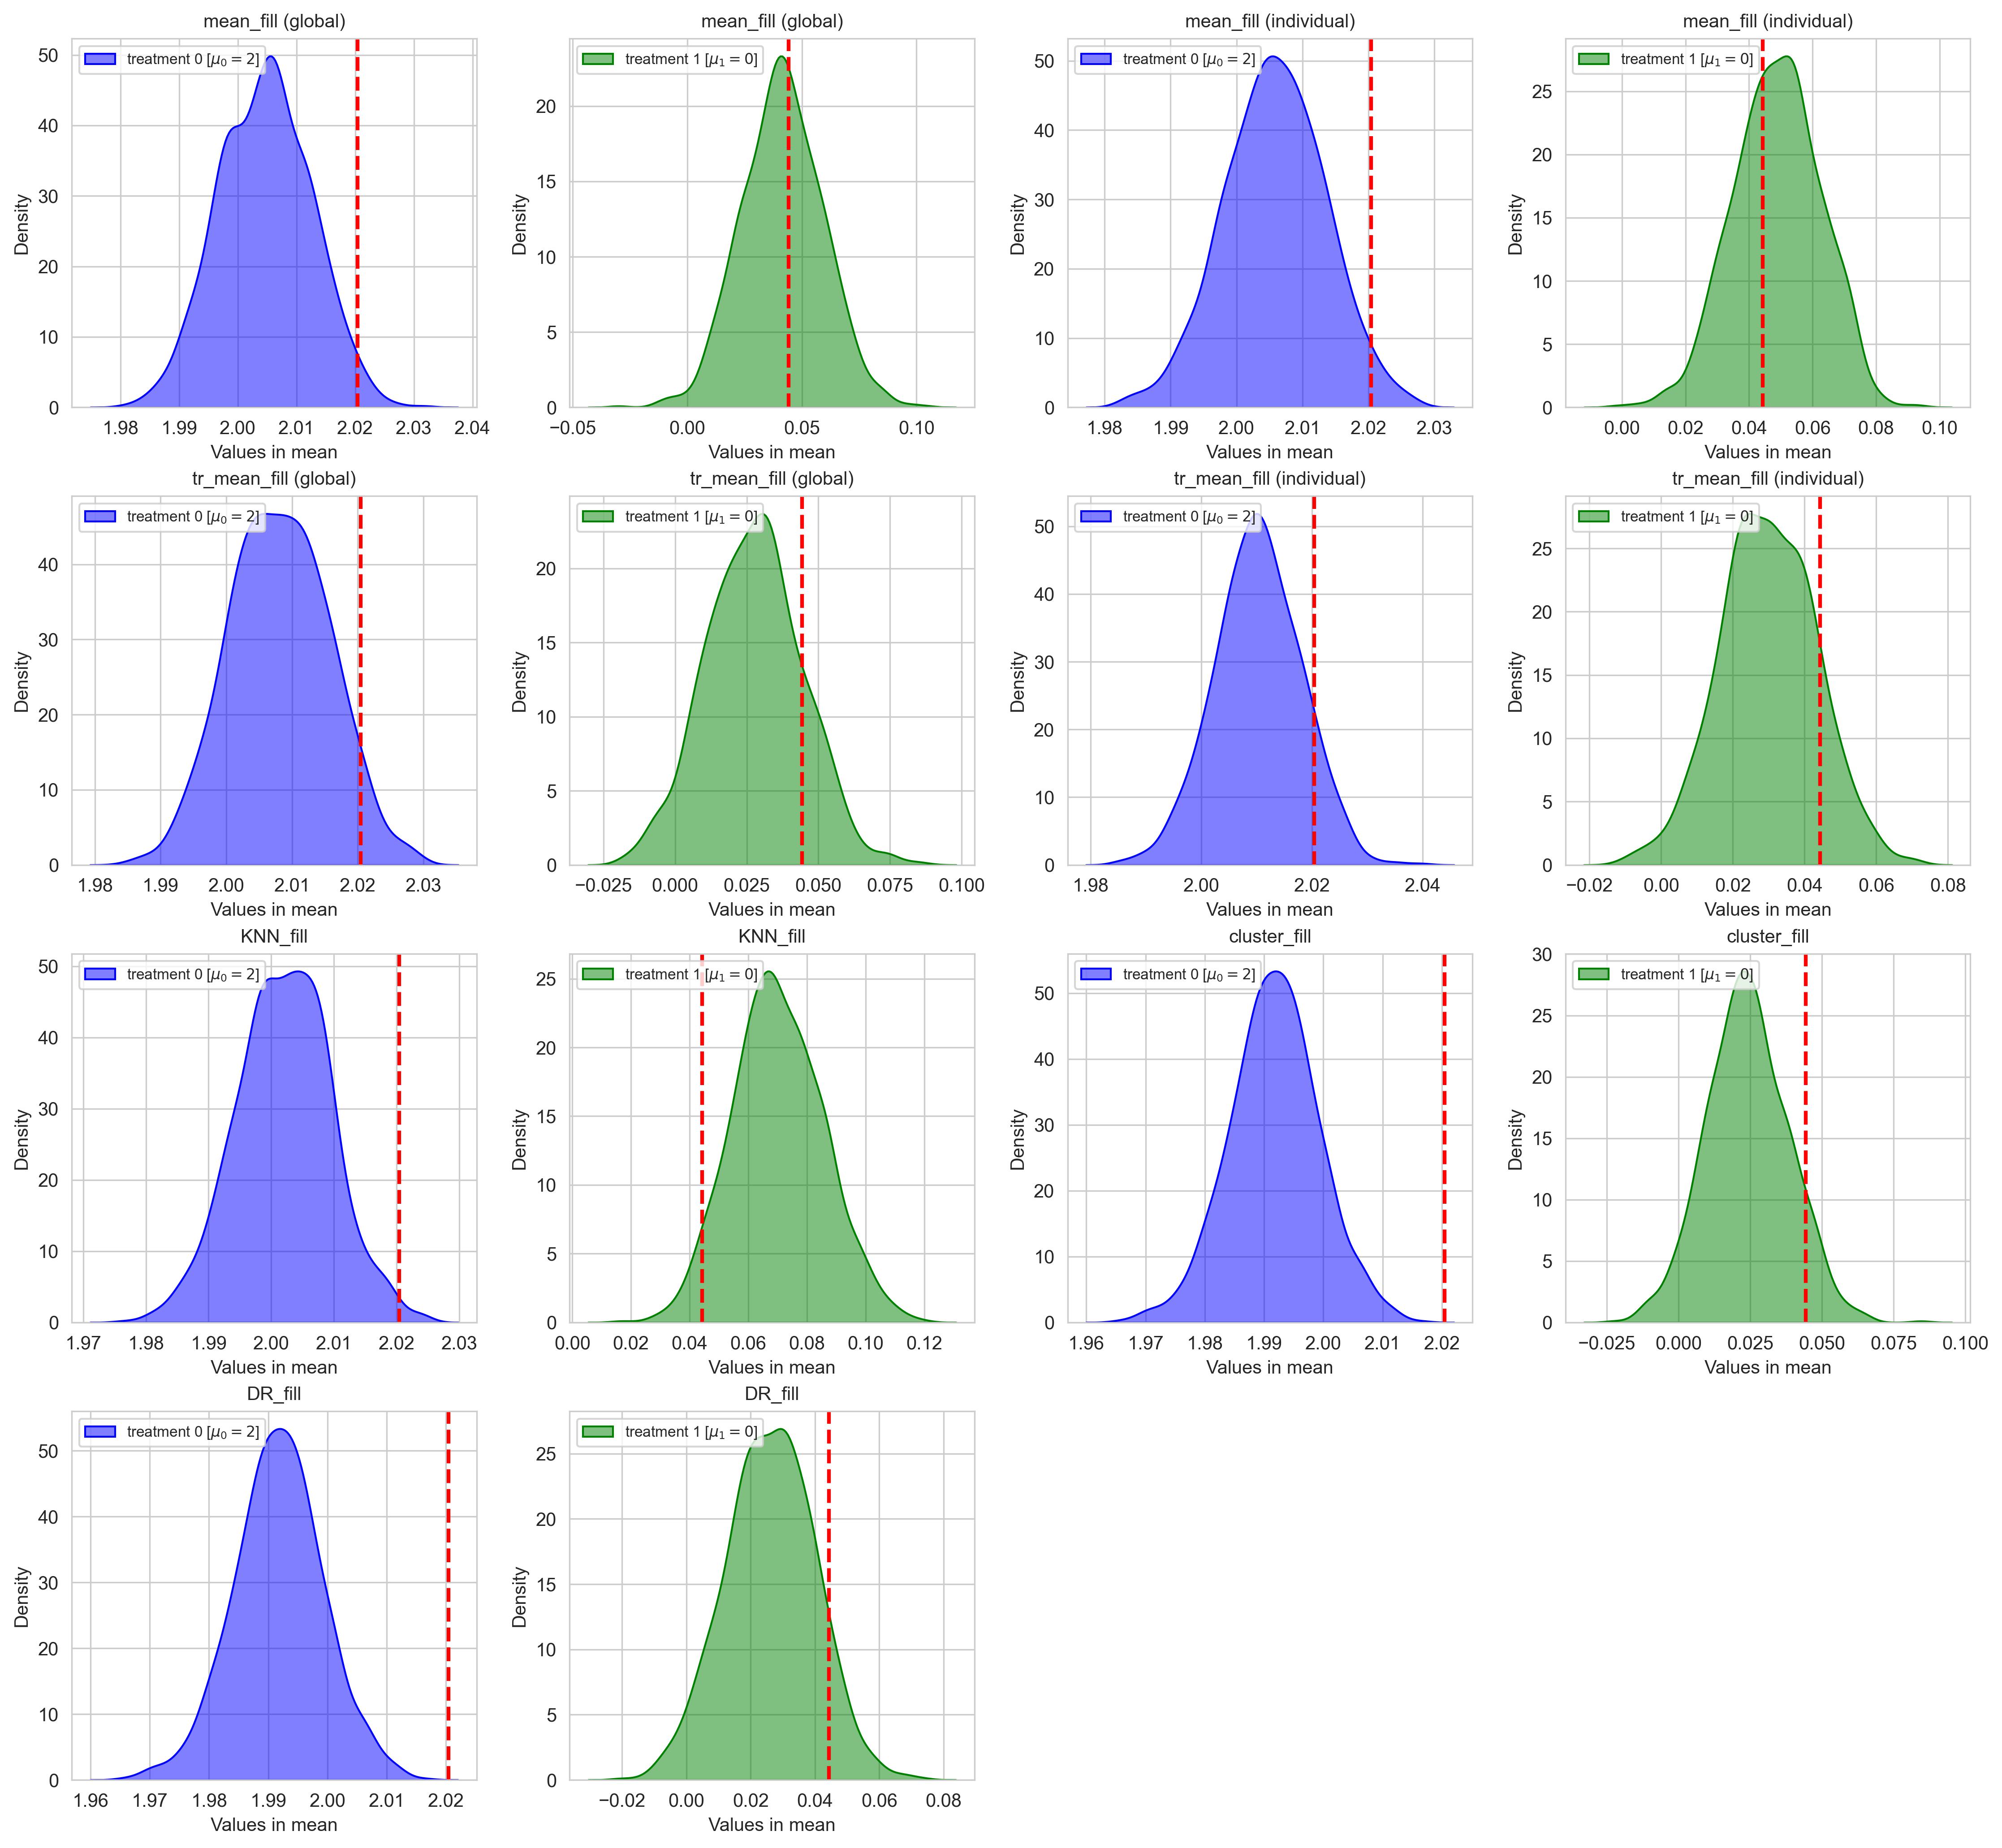 mean_fill (global)
treatment 0 [μ₀ = 2]
Density
50
40
30
20
10
0
1.98 1.99 2.00 2.01 2.02 2.03 2.04
Values in mean
mean_fill (global)
treatment 1 [μ₁ = 0]
Density
20
15
10
5
0
−0.05 0.00 0.05 0.10
Values in mean
mean_fill (individual)
treatment 0 [μ₀ = 2]
Density
50
40
30
20
10
0
1.98 1.99 2.00 2.01 2.02 2.03
Values in mean
mean_fill (individual)
treatment 1 [μ₁ = 0]
Density
25
20
15
10
5
0
0.00 0.02 0.04 0.06 0.08 0.10
Values in mean
tr_mean_fill (global)
treatment 0 [μ₀ = 2]
Density
40
30
20
10
0
1.98 1.99 2.00 2.01 2.02 2.03
Values in mean
tr_mean_fill (global)
treatment 1 [μ₁ = 0]
Density
20
15
10
5
0
−0.025 0.000 0.025 0.050 0.075 0.100
Values in mean
tr_mean_fill (individual)
treatment 0 [μ₀ = 2]
Density
50
40
30
20
10
0
1.98 2.00 2.02 2.04
Values in mean
tr_mean_fill (individual)
treatment 1 [μ₁ = 0]
Density
25
20
15
10
5
0
−0.02 0.00 0.02 0.04 0.06 0.08
Values in mean
KNN_fill
treatment 0 [μ₀ = 2]
Density
50
40
30
20
10
0
1.97 1.98 1.99 2.00 2.01 2.02 2.03
Values in mean
KNN_fill
treatment 1 [μ₁ = 0]
Density
25
20
15
10
5
0
0.00 0.02 0.04 0.06 0.08 0.10 0.12
Values in mean
cluster_fill
treatment 0 [μ₀ = 2]
Density
50
40
30
20
10
0
1.96 1.97 1.98 1.99 2.00 2.01 2.02
Values in mean
cluster_fill
treatment 1 [μ₁ = 0]
Density
30
25
20
15
10
5
0
−0.025 0.000 0.025 0.050 0.075 0.100
Values in mean
DR_fill
treatment 0 [μ₀ = 2]
Density
50
40
30
20
10
0
1.96 1.97 1.98 1.99 2.00 2.01 2.02
Values in mean
DR_fill
treatment 1 [μ₁ = 0]
Density
25
20
15
10
5
0
−0.02 0.00 0.02 0.04 0.06 0.08
Values in mean